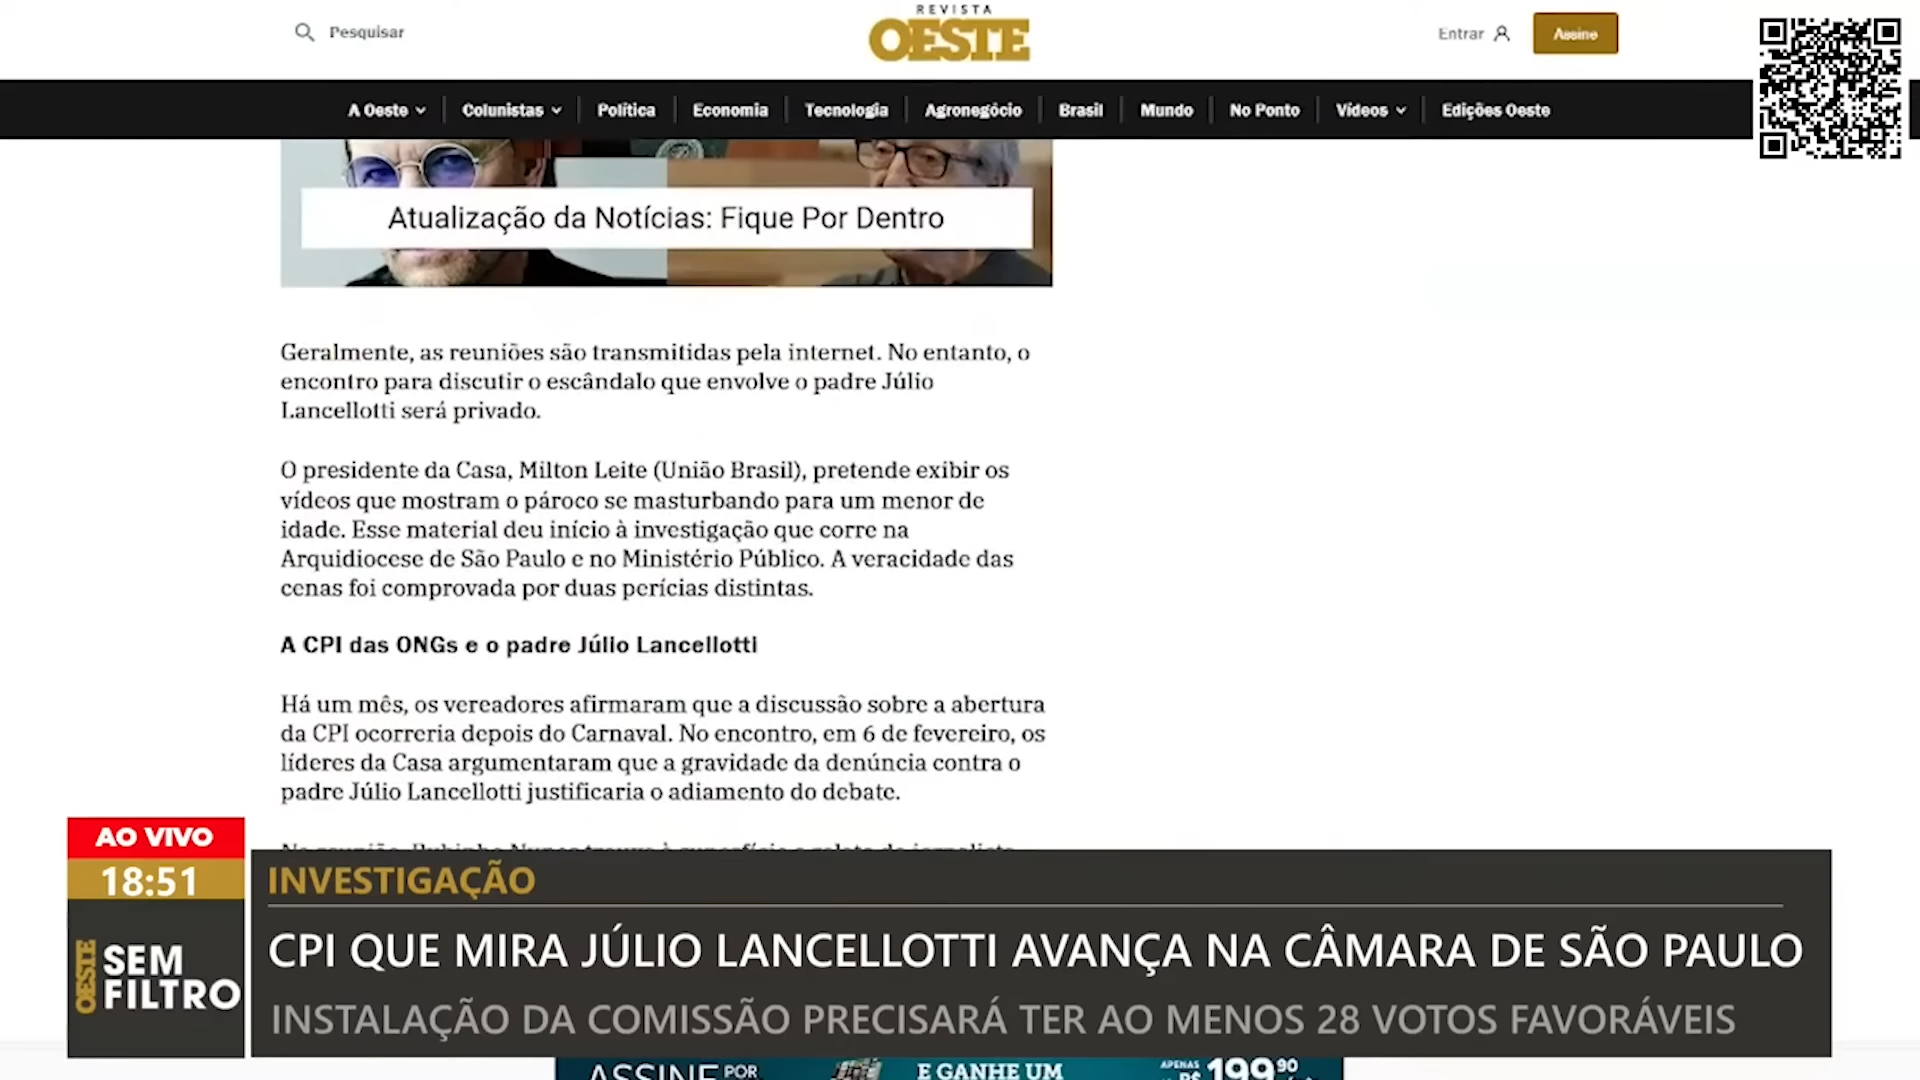 Pesquisar
REVISTA
OESTE
Entrar
Assine
A Oeste
Colunistas
Política
Economia
Tecnologia
Agronegócio
Brasil
Mundo
No Ponto
Vídeos
Edições Oeste
Atualização da Notícias: Fique Por Dentro
Geralmente, as reuniões são transmitidas pela internet. No entanto, o
encontro para discutir o escândalo que envolve o padre Júlio
Lancellotti será privado.
O presidente da Casa, Milton Leite (União Brasil), pretende exibir os
vídeos que mostram o pároco se masturbando para um menor de
idade. Esse material deu início à investigação que corre na
Arquidiocese de São Paulo e no Ministério Público. A veracidade das
cenas foi comprovada por duas perícias distintas.
A CPI das ONGs e o padre Júlio Lancellotti
Há um mês, os vereadores afirmaram que a discussão sobre a abertura
da CPI ocorreria depois do Carnaval. No encontro, em 6 de fevereiro, os
líderes da Casa argumentaram que a gravidade da denúncia contra o
padre Júlio Lancellotti justificaria o adiamento do debate.
AO VIVO
18:51
OESTE
SEM
FILTRO
INVESTIGAÇÃO
CPI QUE MIRA JÚLIO LANCELLOTTI AVANÇA NA CÂMARA DE SÃO PAULO
INSTALAÇÃO DA COMISSÃO PRECISARÁ TER AO MENOS 28 VOTOS FAVORÁVEIS
ASSINE POR
E GANHE UM
APENAS
R$ 199,90